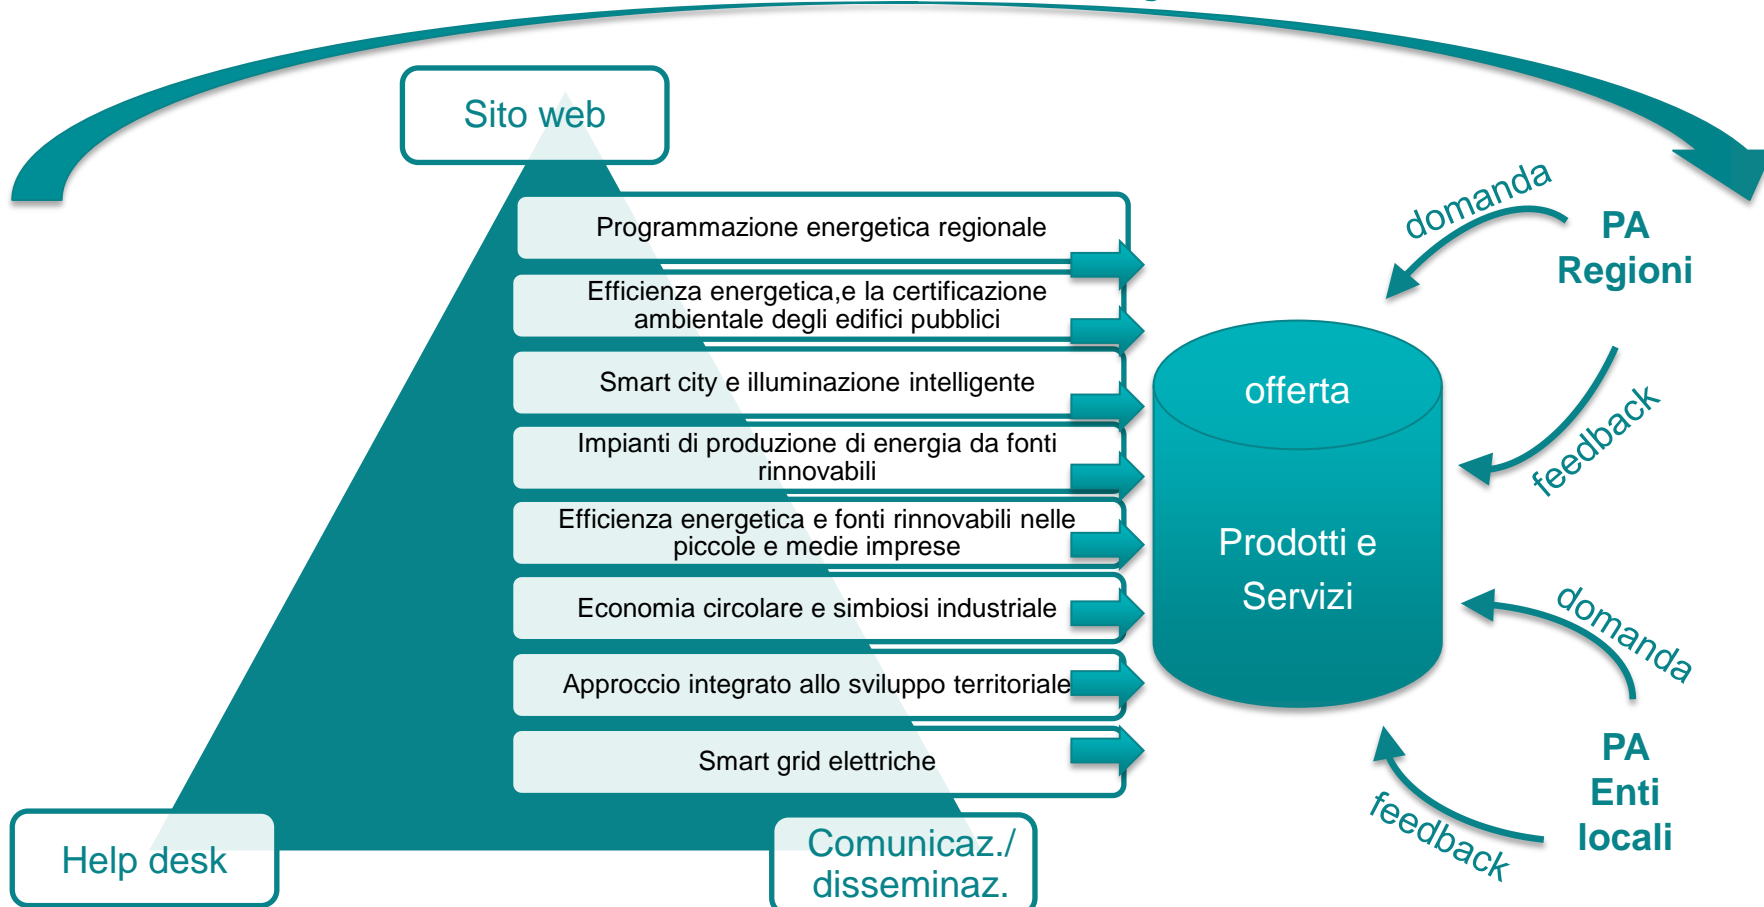 Sito web
Programmazione energetica regionale
Efficienza energetica,e la certificazione
ambientale degli edifici pubblici
Smart city e illuminazione intelligente
Impianti di produzione di energia da fonti
rinnovabili
Efficienza energetica e fonti rinnovabili nelle
piccole e medie imprese
Economia circolare e simbiosi industriale
Approccio integrato allo sviluppo territoriale
Smart grid elettriche
Help desk
Comunicaz./
disseminaz.
offerta
Prodotti e
Servizi
domanda
PA
Regioni
feedback
domanda
PA
Enti
locali
feedback